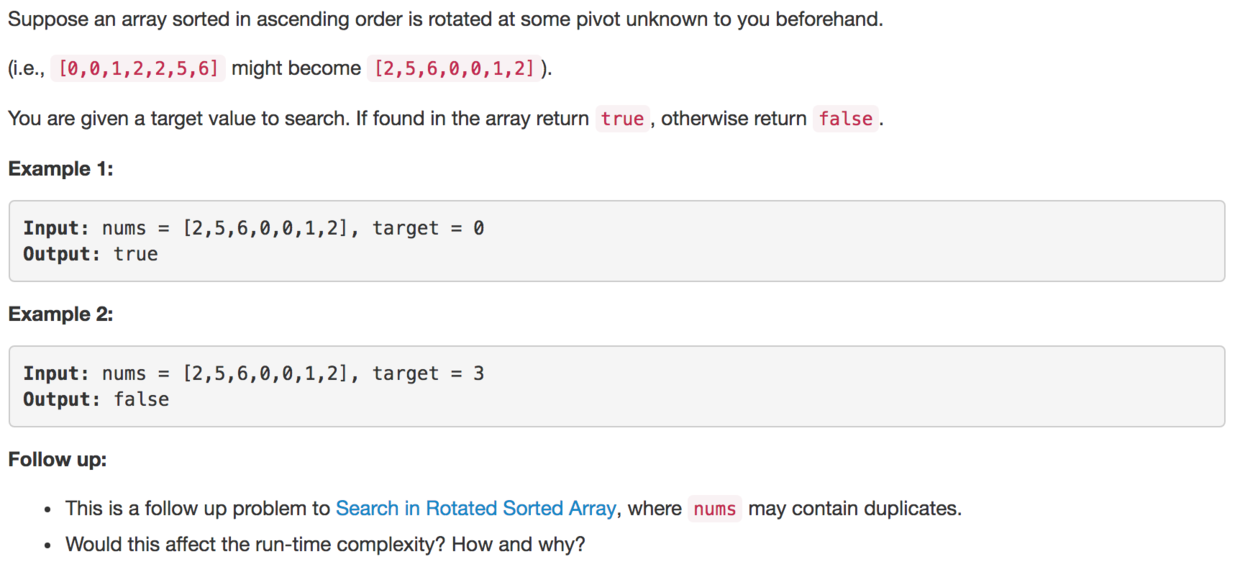 Suppose an array sorted in ascending order is rotated at some pivot unknown to you beforehand.
(i.e., [0,0,1,2,2,5,6] might become [2,5,6,0,0,1,2] ).
You are given a target value to search. If found in the array return true , otherwise return false .
Example 1:
Input: nums = [2,5,6,0,0,1,2], target = 0
Output: true
Example 2:
Input: nums = [2,5,6,0,0,1,2], target = 3
Output: false
Follow up:
• This is a follow up problem to Search in Rotated Sorted Array, where nums may contain duplicates.
• Would this affect the run-time complexity? How and why?